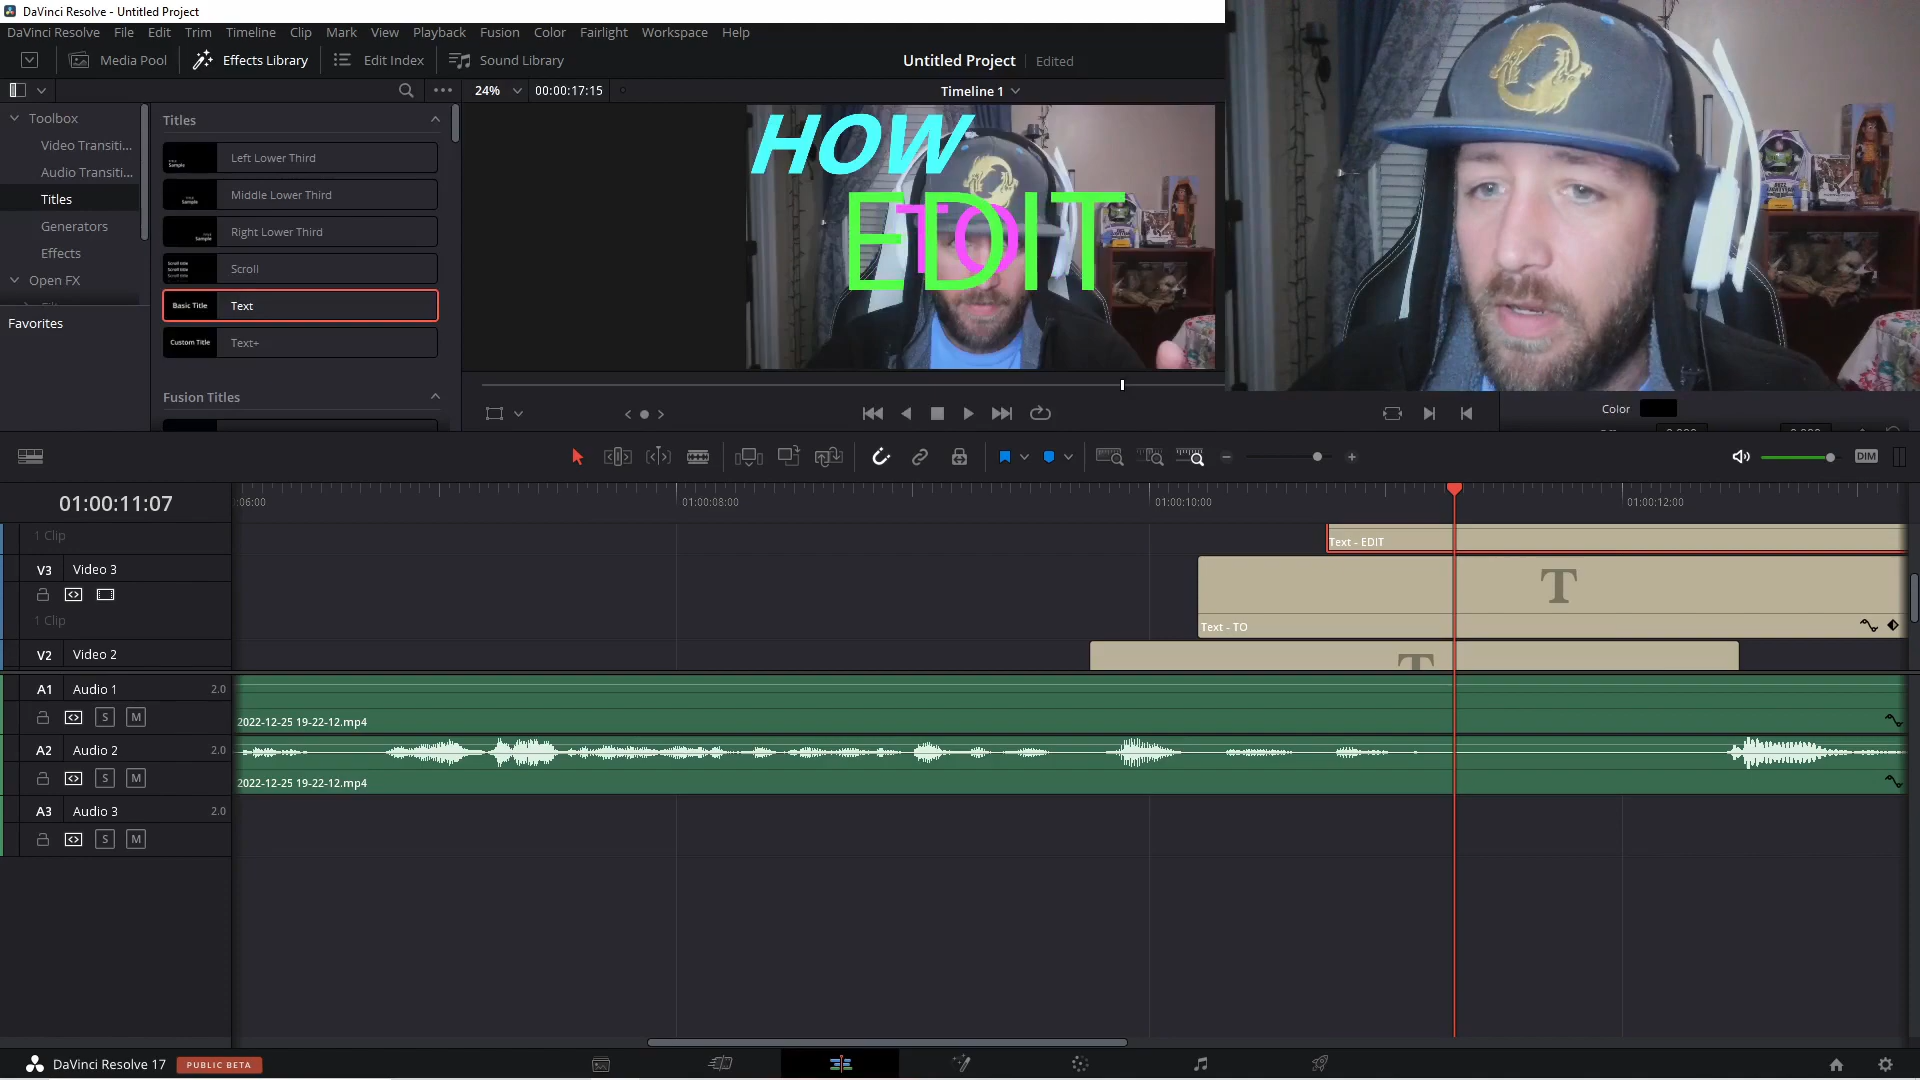 DaVinci Resolve - Untitled Project
DaVinci Resolve File Edit Trim Timeline Clip Mark View Playback Fusion Color Fairlight Workspace Help
Media Pool Effects Library Edit Index Sound Library Untitled Project Edited
24% 00:00:17:15 Timeline 1
Toolbox
Video Transiti...
Audio Transiti...
Titles
Generators
Effects
Open FX
Favorites
Titles
Left Lower Third
Middle Lower Third
Right Lower Third
Scroll
Basic Title Text
Custom Title Text+
Fusion Titles
HOW
TO
EDIT
Color
01:00:11:07
:06:00 01:00:08:00 01:00:10:00 01:00:12:00
DIM
1 Clip
Text - EDIT
V3 Video 3
T
1 Clip
Text - TO
V2 Video 2
T
A1 Audio 1 2.0
S M
2022-12-25 19-22-12.mp4
A2 Audio 2 2.0
S M
2022-12-25 19-22-12.mp4
A3 Audio 3 2.0
S M
DaVinci Resolve 17 PUBLIC BETA